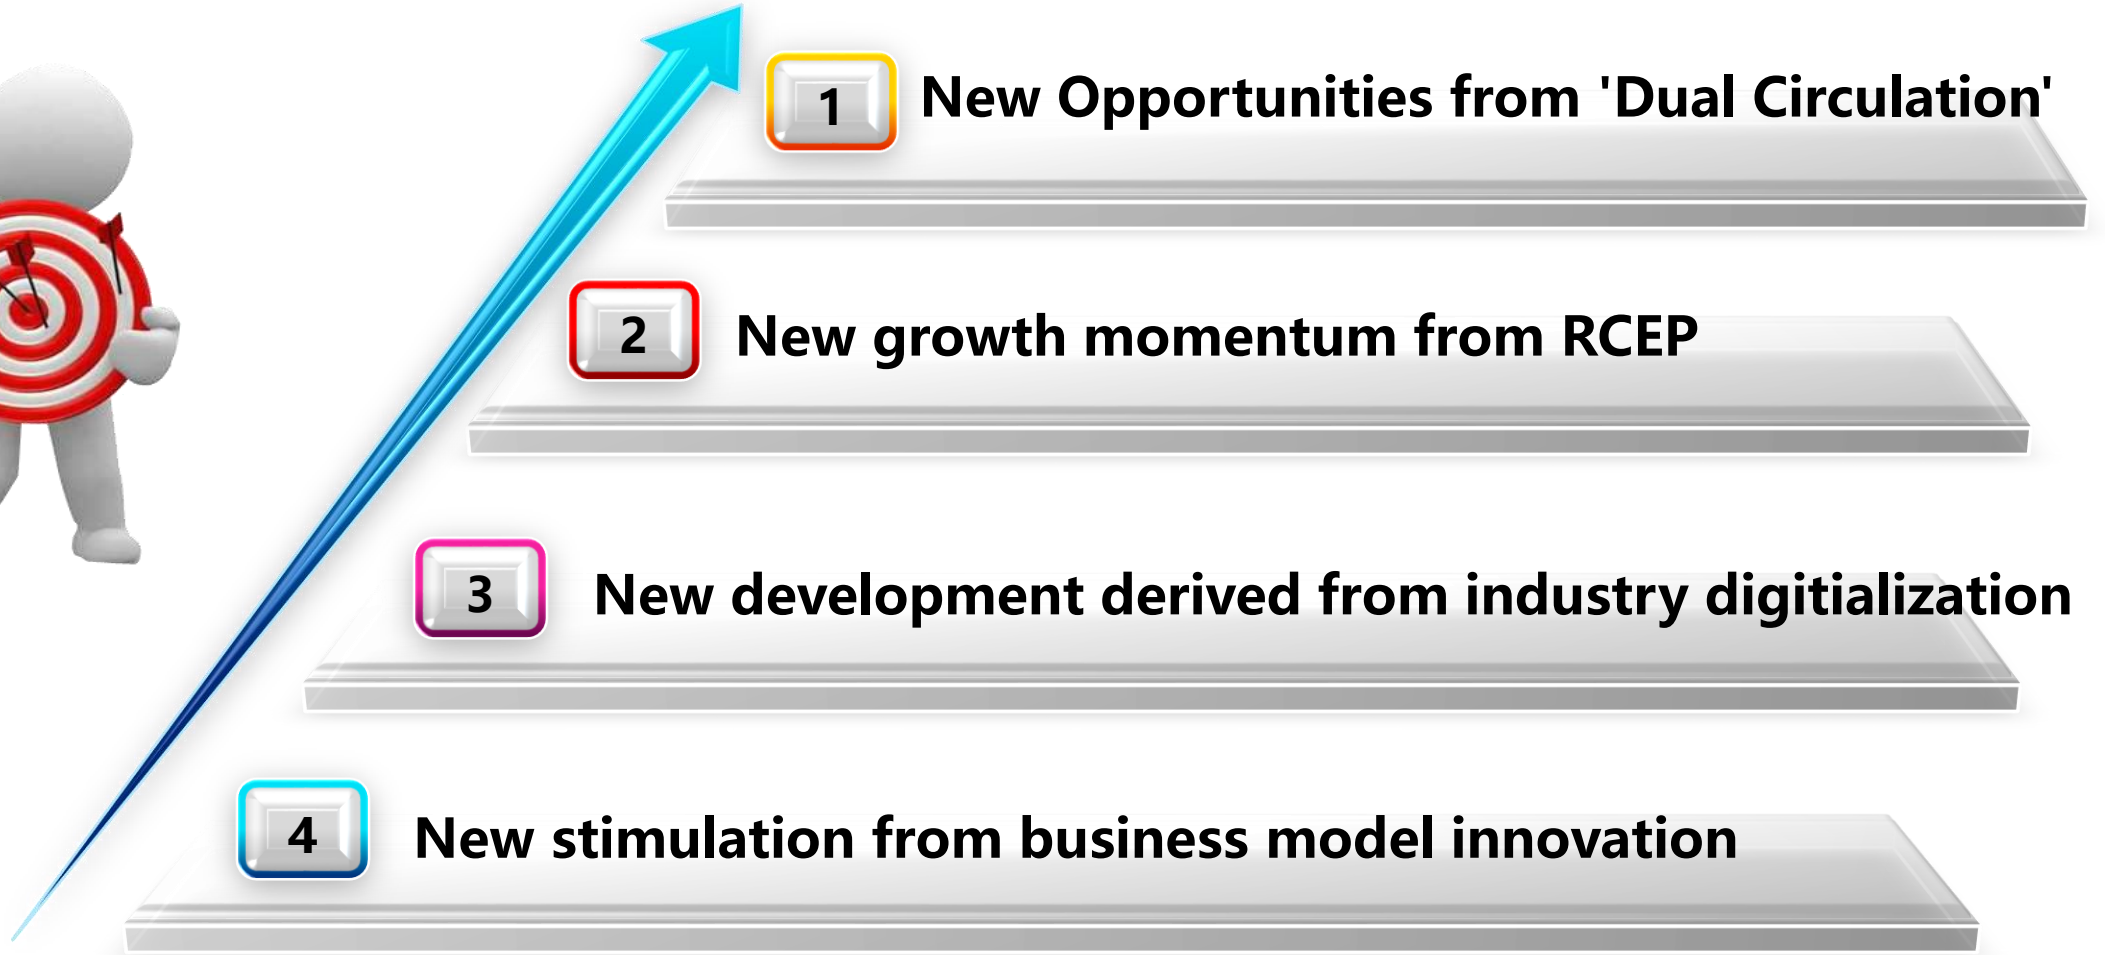 1 New Opportunities from 'Dual Circulation'
2 New growth momentum from RCEP
3 New development derived from industry digitialization
4 New stimulation from business model innovation